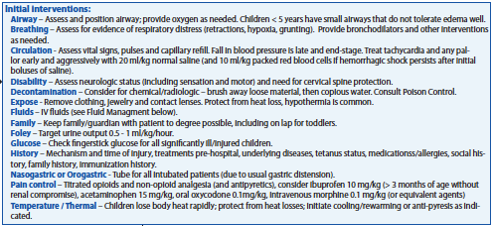 Initial Interventions:
Airway – Assess and position airway; provide oxygen as needed. Children < 5 years have small airways that do not tolerate edema well.
Breathing – Assess for evidence of respiratory distress (retractions, hypoxia, grunting). Provide bronchodilators and other interventions
as needed.
Circulation - Assess vital signs, pulses and capillary refill. Fall in blood pressure is late and end-stage. Treat tachycardia and any pal-
lor early and aggressively with 20 ml/kg normal saline (and 10 ml/kg packed red blood cells if hemorrhagic shock persists after initial
boluses of saline).
Disability – Assess neurologic status (including sensation and motor) and need for cervical spine protection.
Decontamination – Consider for chemical/radiologic – brush away loose material, then copious water. Consult Poison Control.
Expose - Remove clothing, jewelry and contact lenses. Protect from heat loss, hypothermia is common.
Fluids – IV fluids (see Fluid Managment below).
Family – Keep family/guardian with patient to degree possible, including on lap for toddlers.
Foley – Target urine output 0.5 - 1 ml/kg/hour.
Glucose – Check fingerstick glucose for all significantly ill/injured children.
History – Mechanism and time of injury, treatments pre-hospital, underlying diseases, tetanus status, medicationss/allergies, social his-
tory, family history, immunization history.
Nasogastric or Orogastric - Tube for all intubated patients (due to usual gastric distention).
Pain control – Titrated opioids and non-opioid analgesia (and antipyretics), consider ibuprofen 10 mg/kg (> 3 months of age without
renal compromise), acetaminophen 15 mg/kg, oral oxycodone 0.1mg/kg, intravenous morphine 0.1 mg/kg (or equivalent agents)
Temperature / Thermal – Children lose body heat rapidly; protect from heat losses; initiate cooling/rewarming or anti-pyresis as indi-
cated.